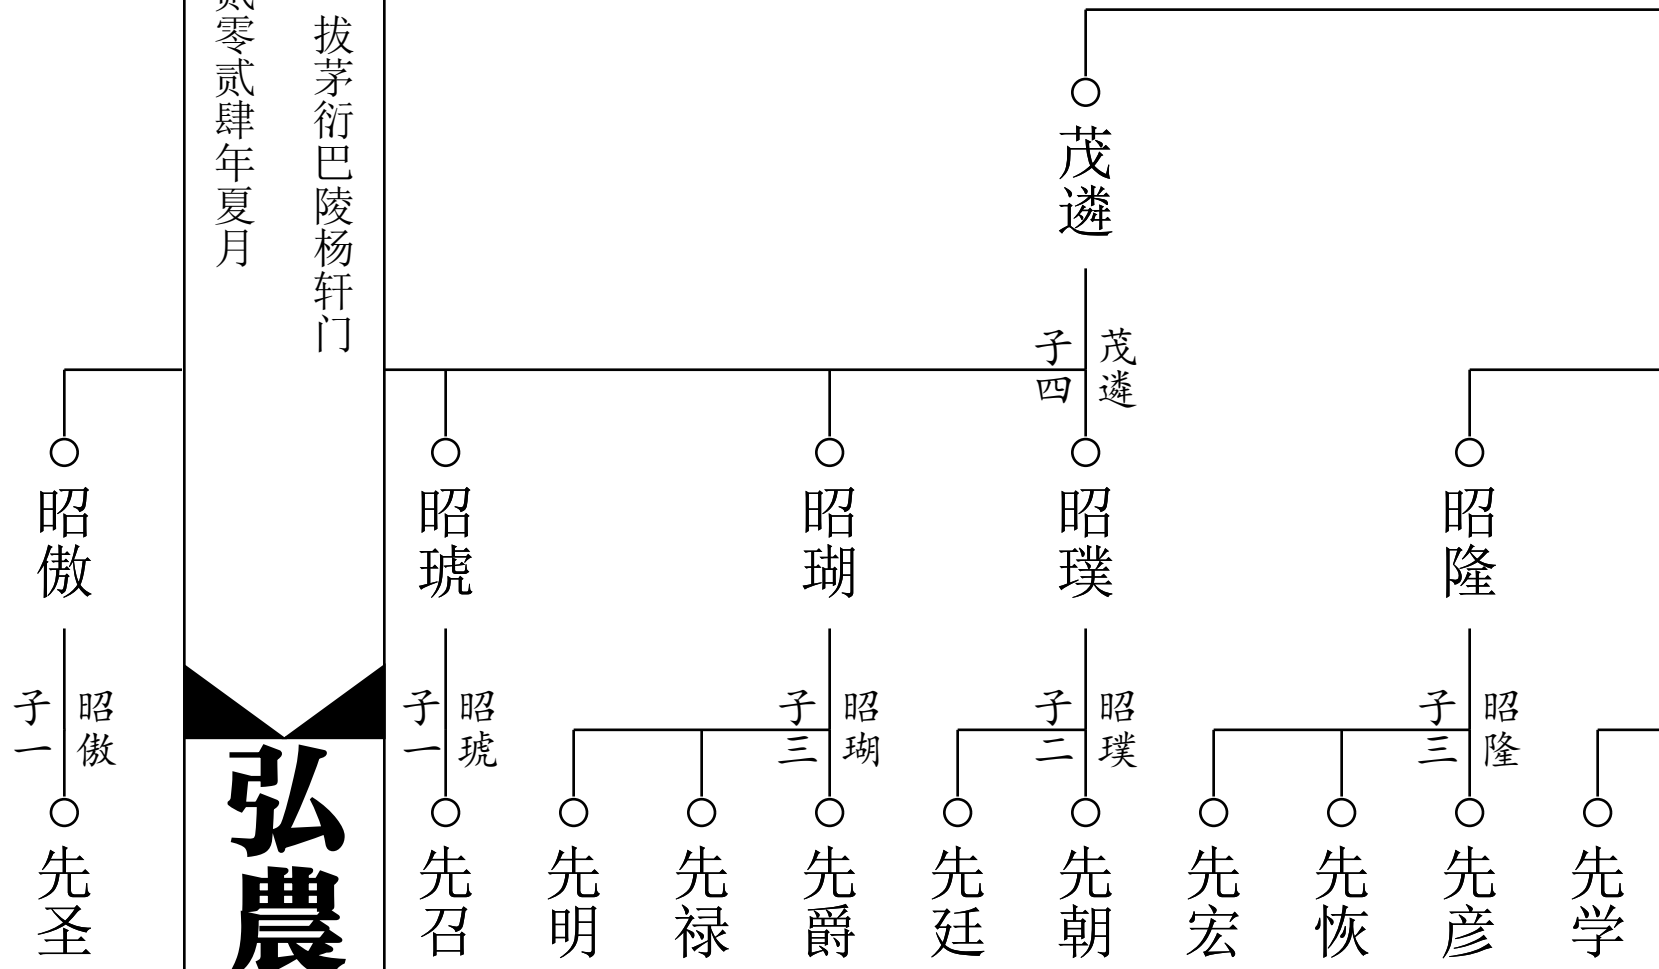 茂遴
茂遴
子四
昭隆
昭璞
昭瑚
昭琥
昭傲
昭隆
子三
昭璞
子二
昭瑚
子三
昭琥
子一
昭傲
子一
先学
先彦
先恢
先宏
先朝
先廷
先爵
先禄
先明
先召
先圣
拔茅衍巴陵杨轩门
零贰肆年夏月
弘農